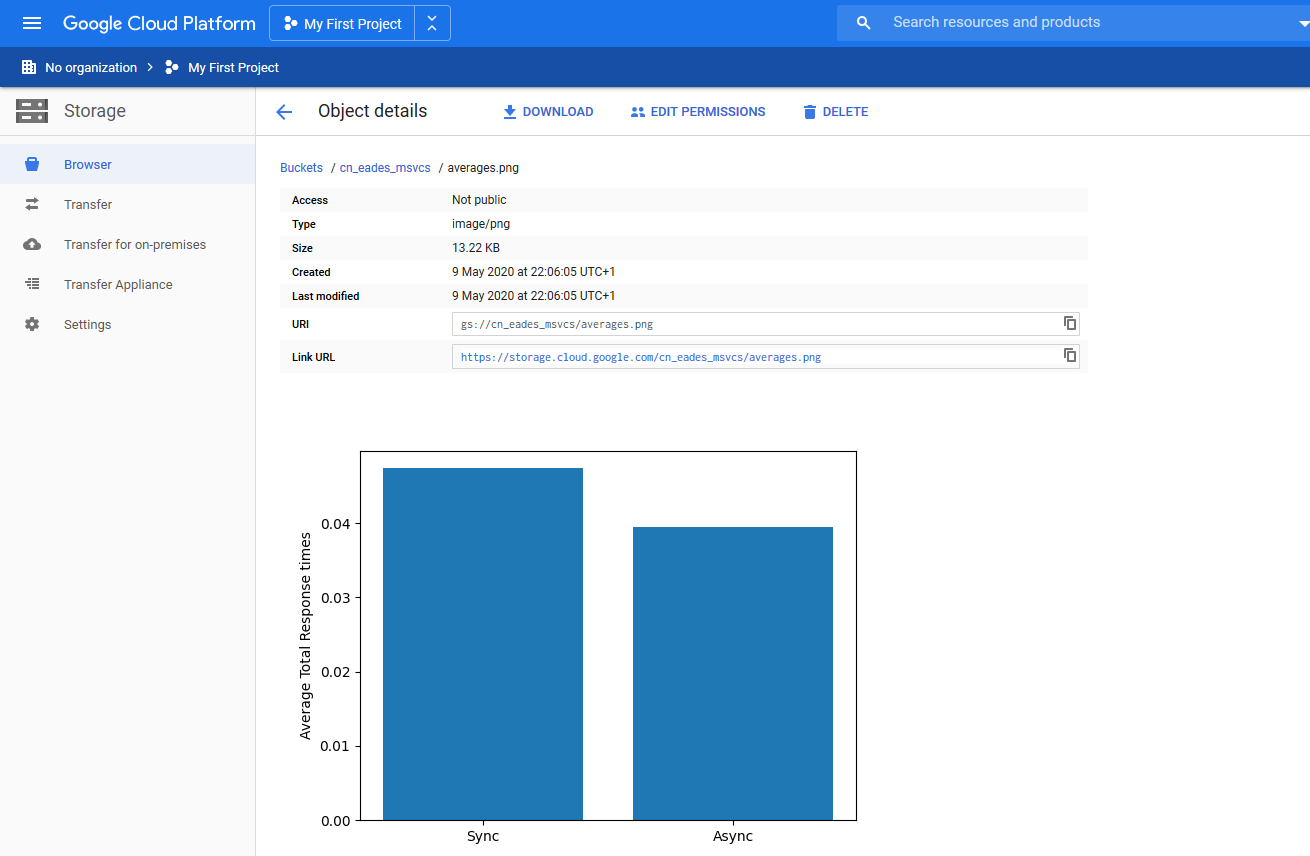 Google Cloud Platform My First Project Search resources and products
No organization My First Project
Storage
Object details DOWNLOAD EDIT PERMISSIONS DELETE
Browser
Transfer
Transfer for on-premises
Transfer Appliance
Settings
Buckets / cn_eades_msvcs / averages.png
Access Not public
Type image/png
Size 13.22 KB
Created 9 May 2020 at 22:06:05 UTC+1
Last modified 9 May 2020 at 22:06:05 UTC+1
URI gs://cn_eades_msvcs/averages.png
Link URL https://storage.cloud.google.com/cn_eades_msvcs/averages.png
Average Total Response times
0.04
0.03
0.02
0.01
0.00
Sync Async